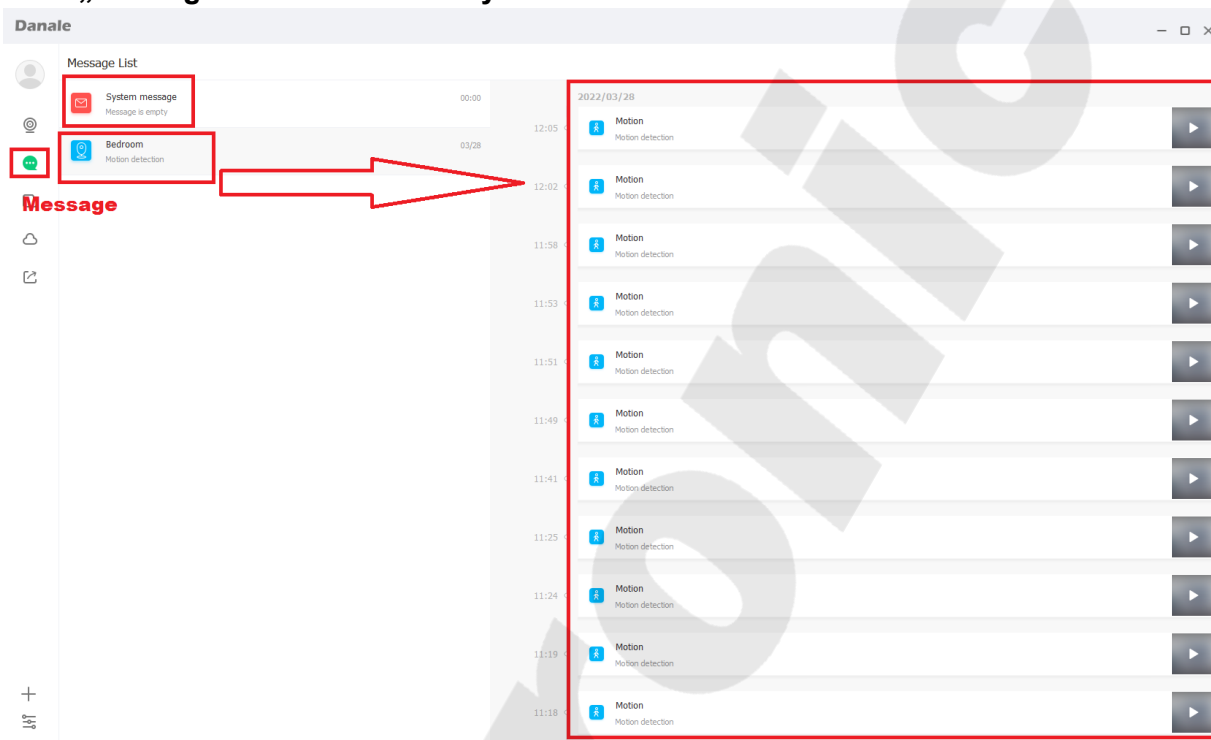 Danale
Message List
System message
Message is empty
00:00
Bedroom
Motion detection
03/28
Message
2022/03/28
12:05
Motion
Motion detection
12:02
Motion
Motion detection
11:58
Motion
Motion detection
11:53
Motion
Motion detection
11:51
Motion
Motion detection
11:49
Motion
Motion detection
11:41
Motion
Motion detection
11:25
Motion
Motion detection
11:24
Motion
Motion detection
11:19
Motion
Motion detection
11:18
Motion
Motion detection